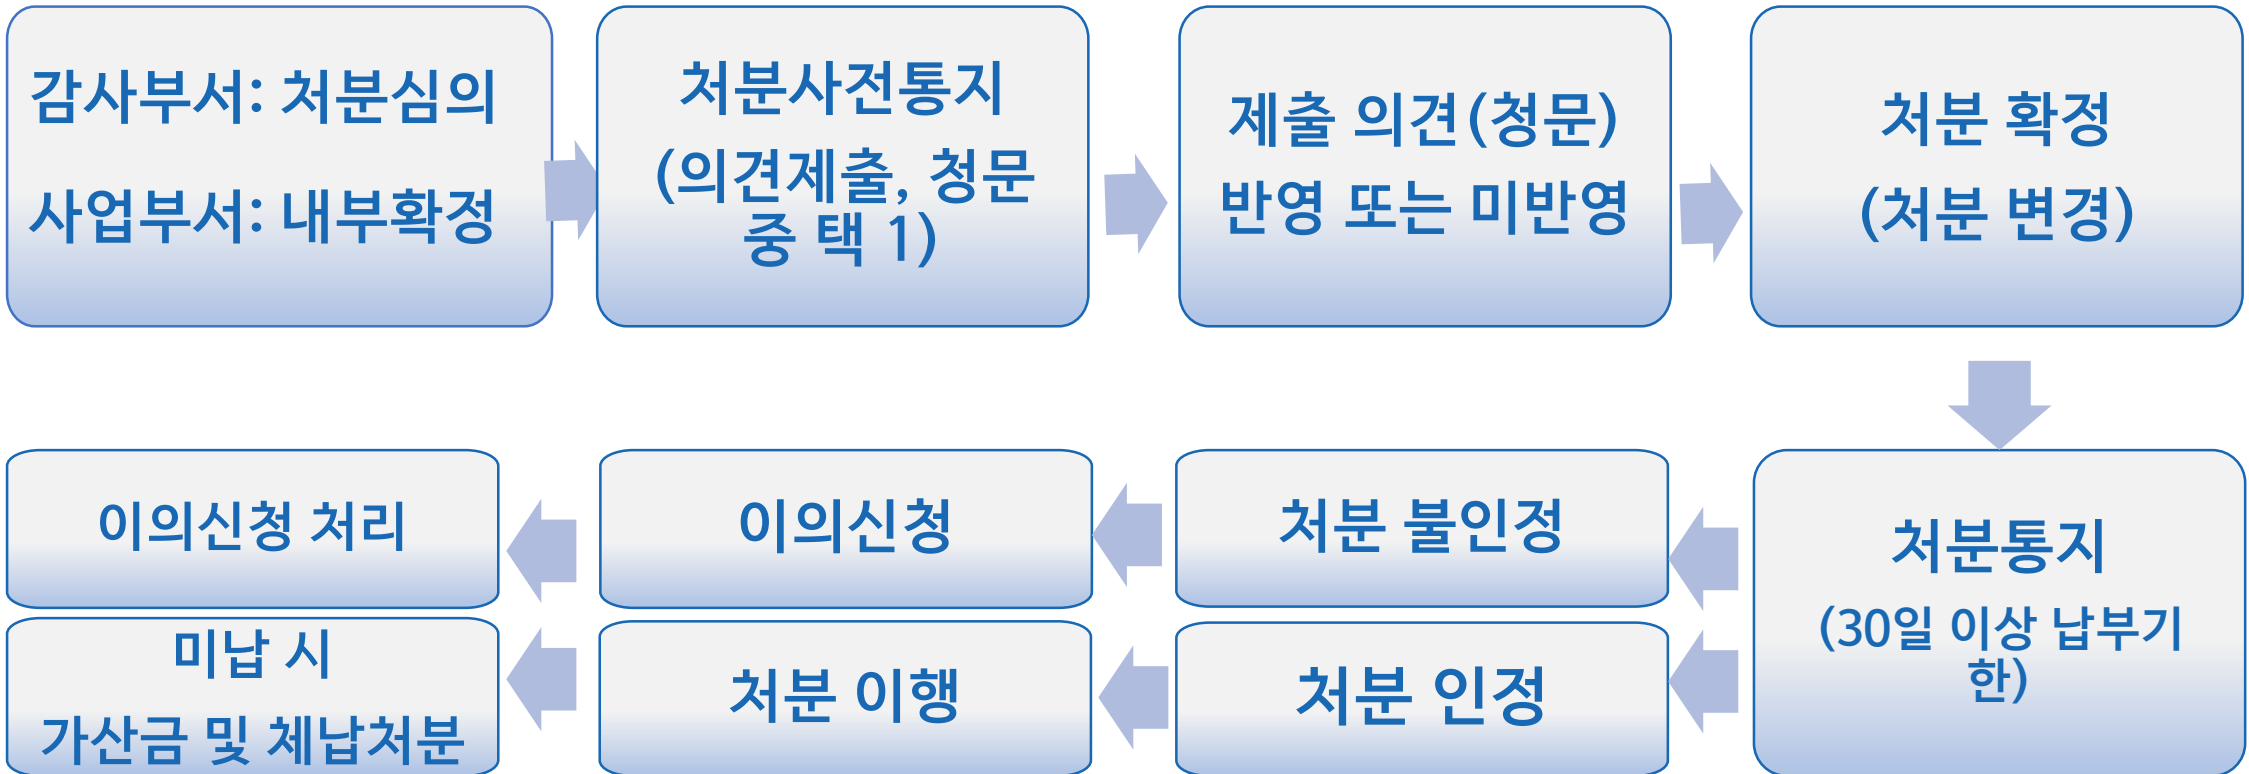 감사부서: 처분심의
사업부서: 내부확정
처분사전통지
(의견제출, 청문
중 택 1)
제출 의견(청문)
반영 또는 미반영
처분 확정
(처분 변경)
처분통지
(30일 이상 납부기
한)
처분 불인정
이의신청
이의신청 처리
처분 인정
처분 이행
미납 시
가산금 및 체납처분